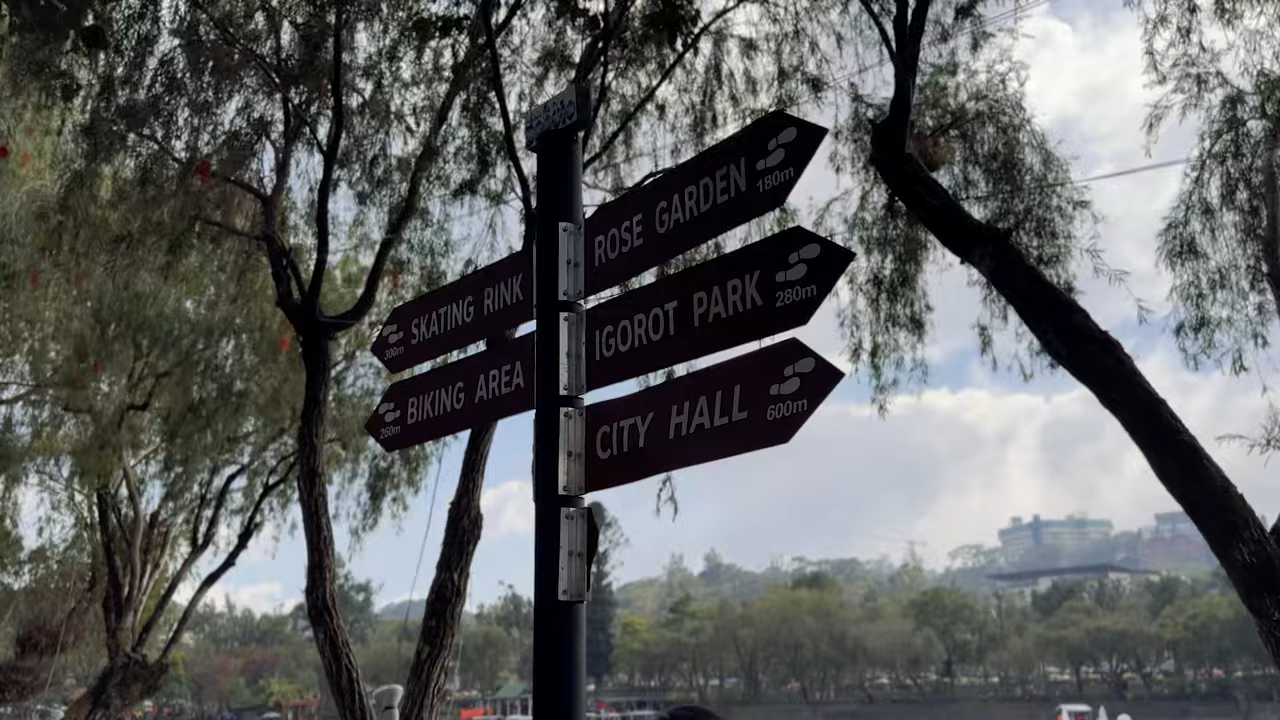 ROSE GARDEN
180m
SKATING RINK
300m
IGOROT PARK
280m
BIKING AREA
260m
CITY HALL
600m